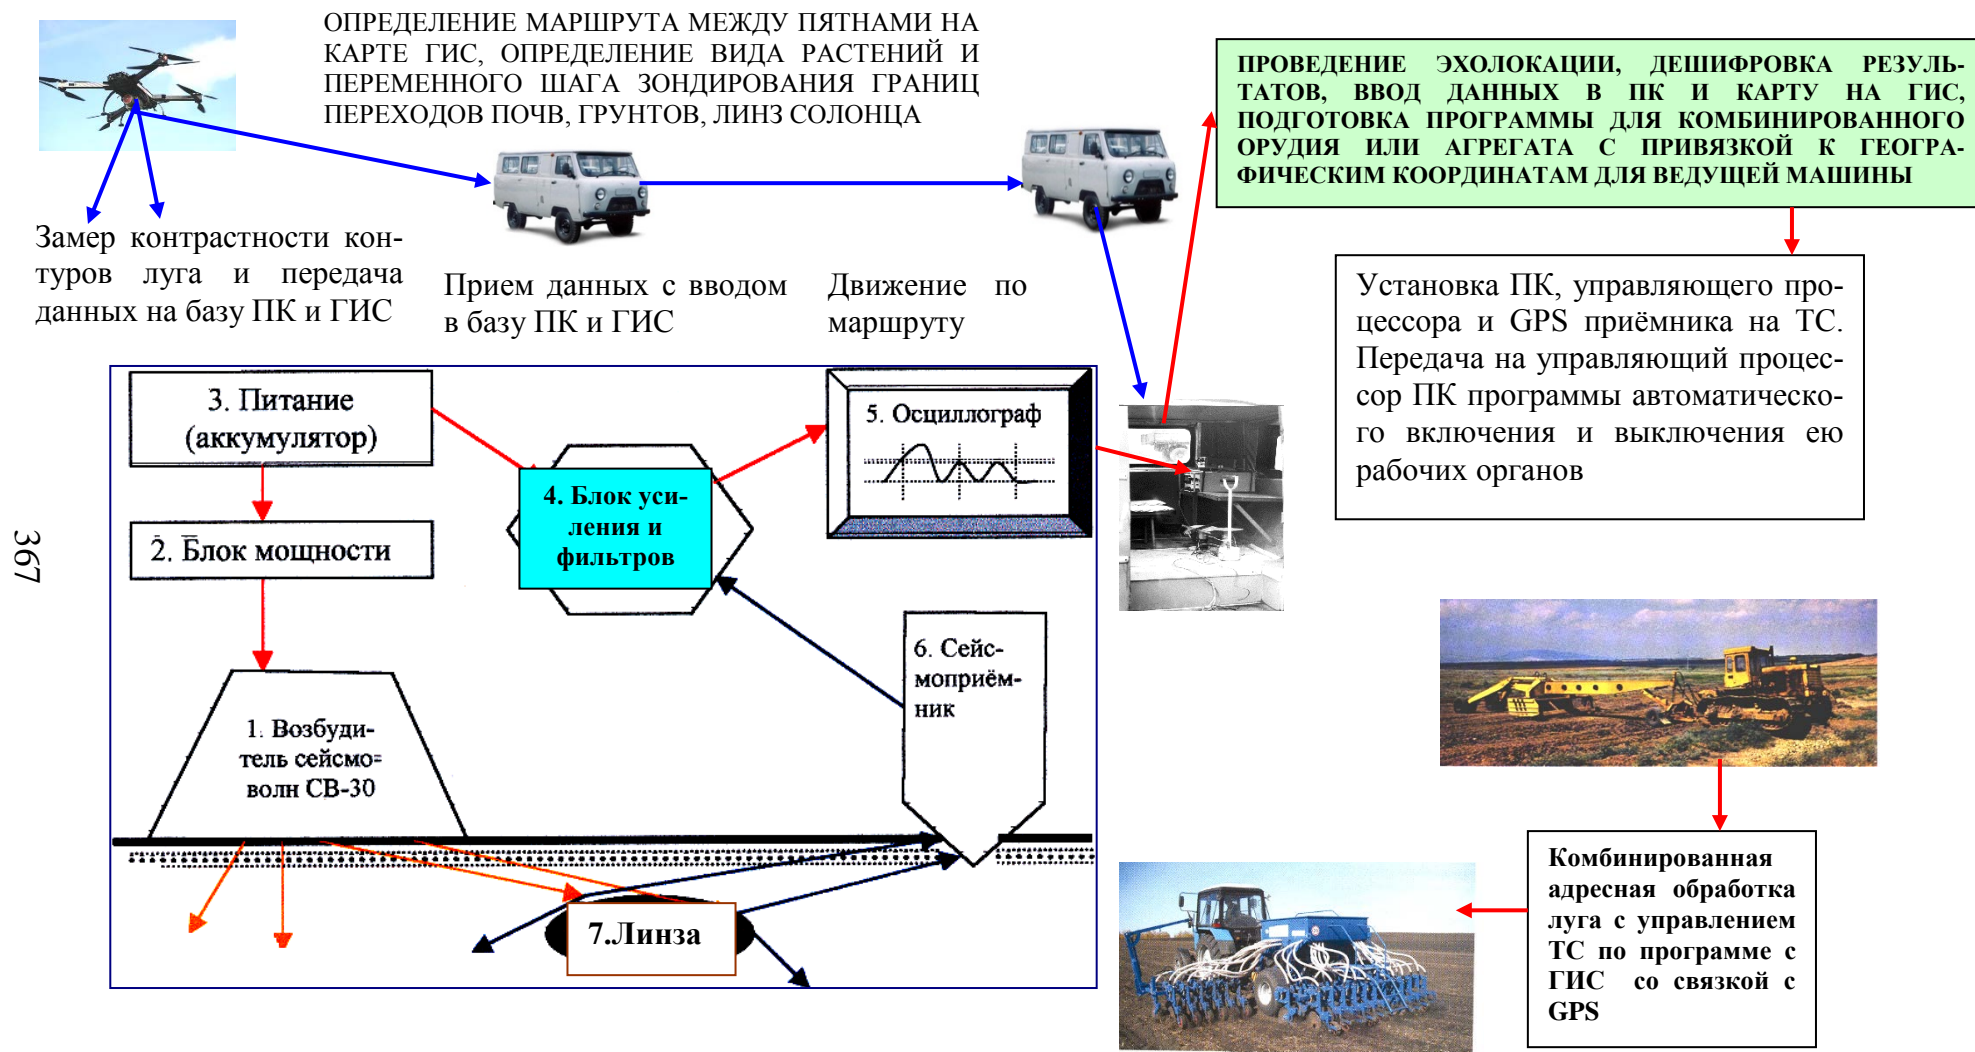 ОПРЕДЕЛЕНИЕ МАРШРУТА МЕЖДУ ПЯТНАМИ НА
КАРТЕ ГИС, ОПРЕДЕЛЕНИЕ ВИДА РАСТЕНИЙ И
ПЕРЕМЕННОГО ШАГА ЗОНДИРОВАНИЯ ГРАНИЦ
ПЕРЕХОДОВ ПОЧВ, ГРУНТОВ, ЛИНЗ СОЛОНЦА
ПРОВЕДЕНИЕ ЭХОЛОКАЦИИ, ДЕШИФРОВКА РЕЗУЛЬ-
ТАТОВ, ВВОД ДАННЫХ В ПК И КАРТУ НА ГИС,
ПОДГОТОВКА ПРОГРАММЫ ДЛЯ КОМБИНИРОВАННОГО
ОРУДИЯ ИЛИ АГРЕГАТА С ПРИВЯЗКОЙ К ГЕОГРА-
ФИЧЕСКИМ КООРДИНАТАМ ДЛЯ ВЕДУЩЕЙ МАШИНЫ
Замер контрастности кон-
туров луга и передача
данных на базу ПК и ГИС
Прием данных с вводом
в базу ПК и ГИС
Движение по
маршруту
Установка ПК, управляющего про-
цессора и GPS приёмника на ТС.
Передача на управляющий процес-
сор ПК программы автоматическо-
го включения и выключения ею
рабочих органов
3. Питание
(аккумулятор)
2. Блок мощности
1. Возбуди-
тель сейсмо-
волн СВ-30
4. Блок уси-
ления и
фильтров
5. Осциллограф
6. Сейс-
моприём-
ник
7.Линза
Комбинированная
адресная обработка
луга с управлением
ТС по программе с
ГИС со связкой с
GPS
367